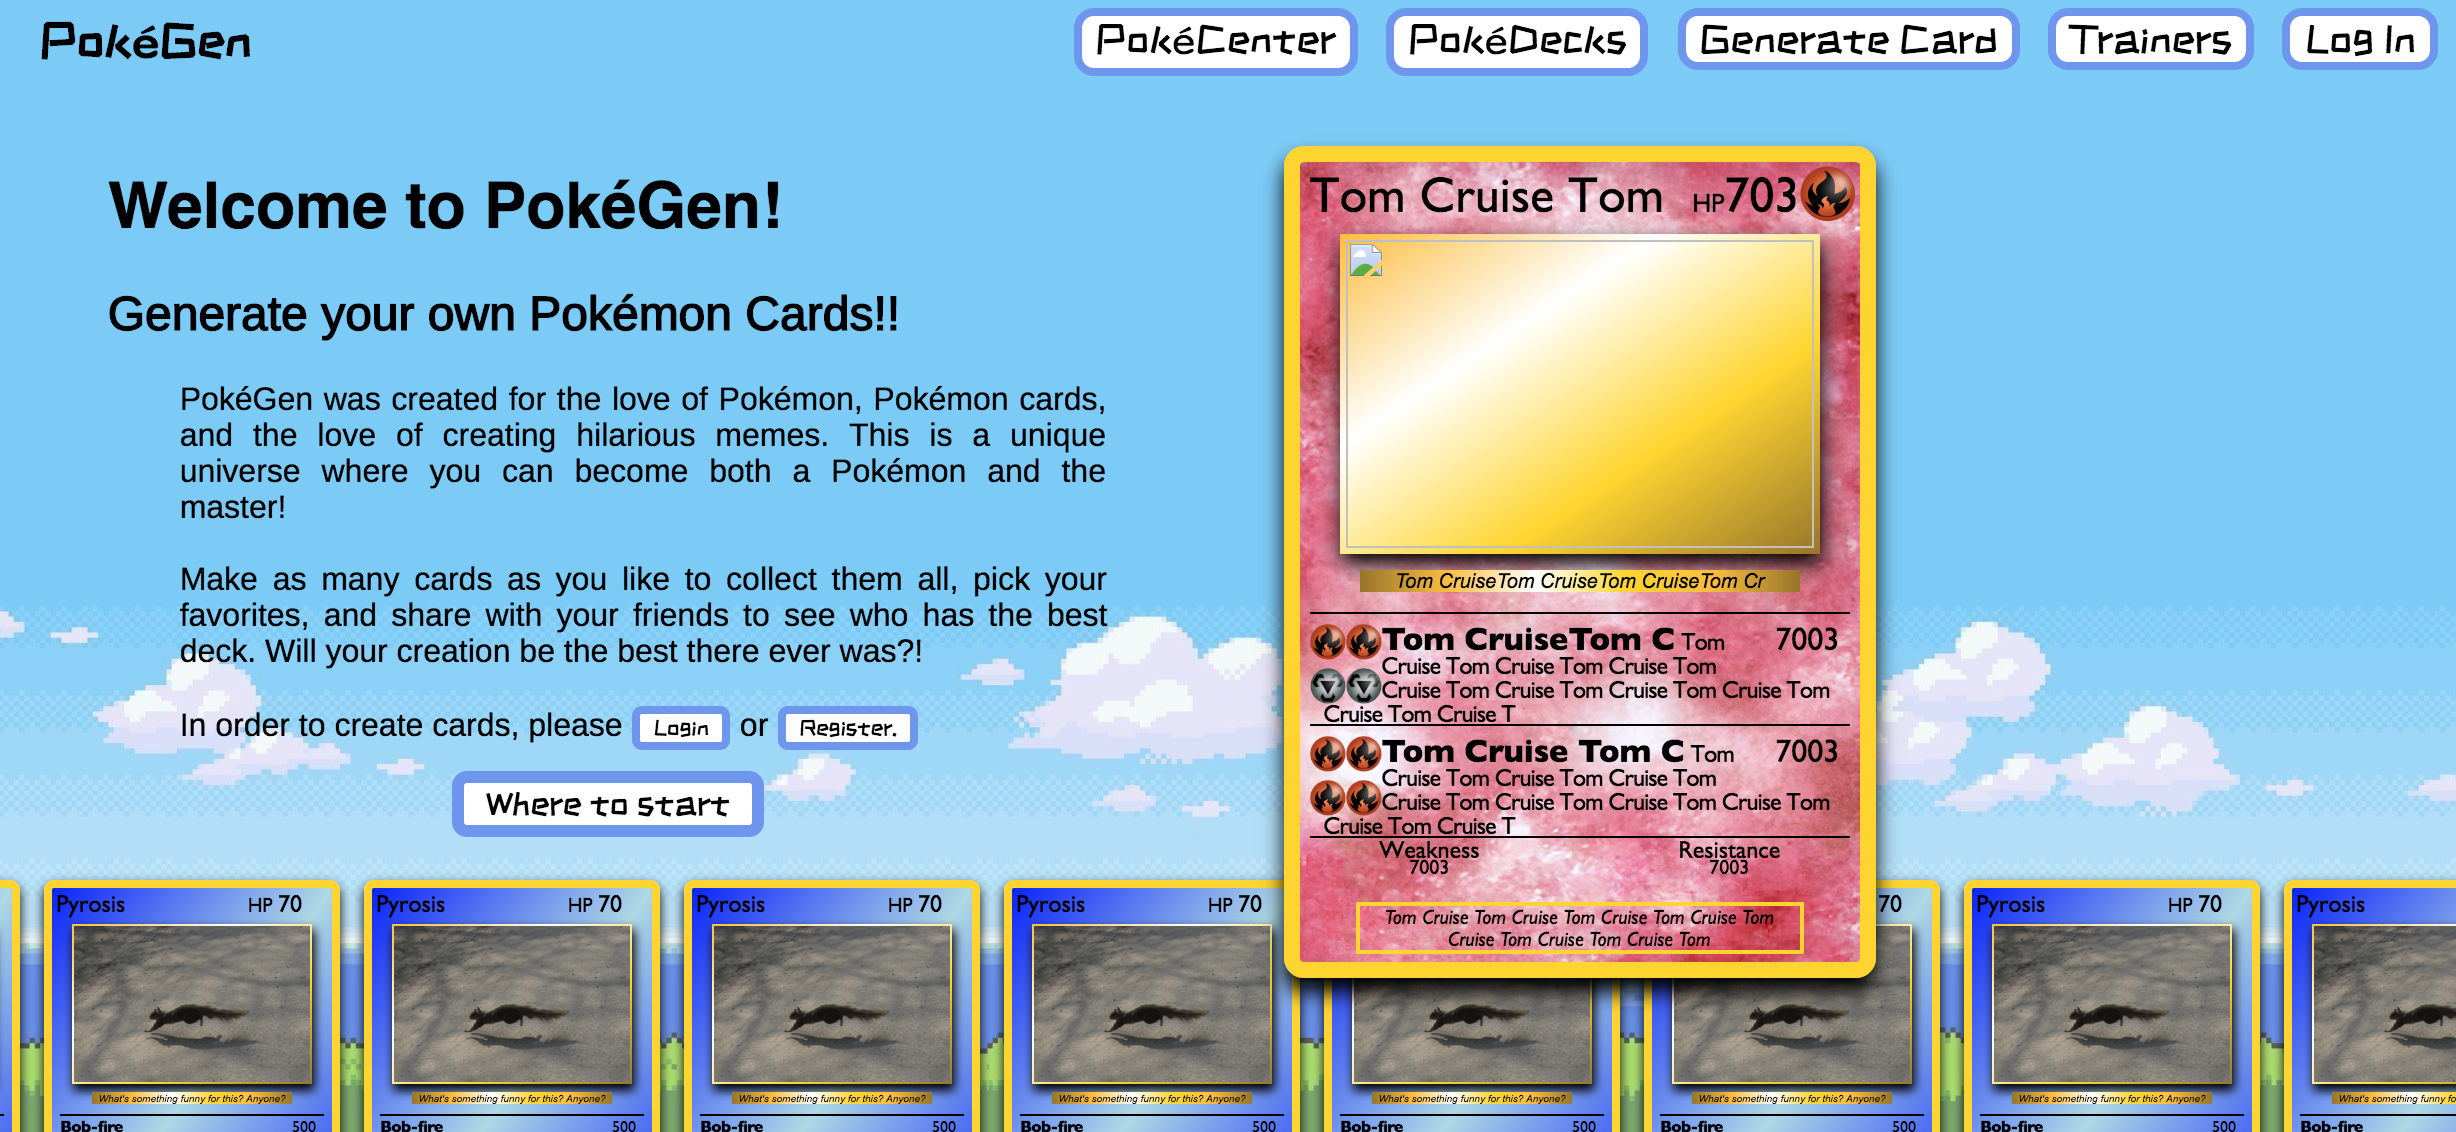 PokéGen
PokéCenter
PokéDecks
Generate Card
Trainers
Log In
Welcome to PokéGen!
Generate your own Pokémon Cards!!
PokéGen was created for the love of Pokémon, Pokémon cards,
and the love of creating hilarious memes. This is a unique
universe where you can become both a Pokémon and the
master!
Make as many cards as you like to collect them all, pick your
favorites, and share with your friends to see who has the best
deck. Will your creation be the best there ever was?!
In order to create cards, please Login or Register.
Where to start
Tom Cruise Tom HP703
Tom CruiseTom CruiseTom CruiseTom Cr
Tom CruiseTom C Tom 7003
Cruise Tom Cruise Tom Cruise Tom
Cruise Tom Cruise Tom Cruise Tom Cruise Tom
Cruise Tom Cruise T
Tom Cruise Tom C Tom 7003
Cruise Tom Cruise Tom Cruise Tom
Cruise Tom Cruise Tom Cruise Tom Cruise Tom
Cruise Tom Cruise T
Weakness Resistance
7003 7003
Tom Cruise Tom Cruise Tom Cruise Tom Cruise Tom
Cruise Tom Cruise Tom Cruise Tom
Pyrosis HP 70
What's something funny for this? Anyone?
Bob-fire 500
Pyrosis HP 70
What's something funny for this? Anyone?
Bob-fire 500
Pyrosis HP 70
What's something funny for this? Anyone?
Bob-fire 500
Pyrosis HP 70
What's something funny for this? Anyone?
Bob-fire 500
What's something funny for this? Anyone?
Bob-fire 500
70
What's something funny for this? Anyone?
Bob-fire 500
Pyrosis HP 70
What's something funny for this? Anyone?
Bob-fire 500
Pyrosis
What's something funny fo
Bob-fire